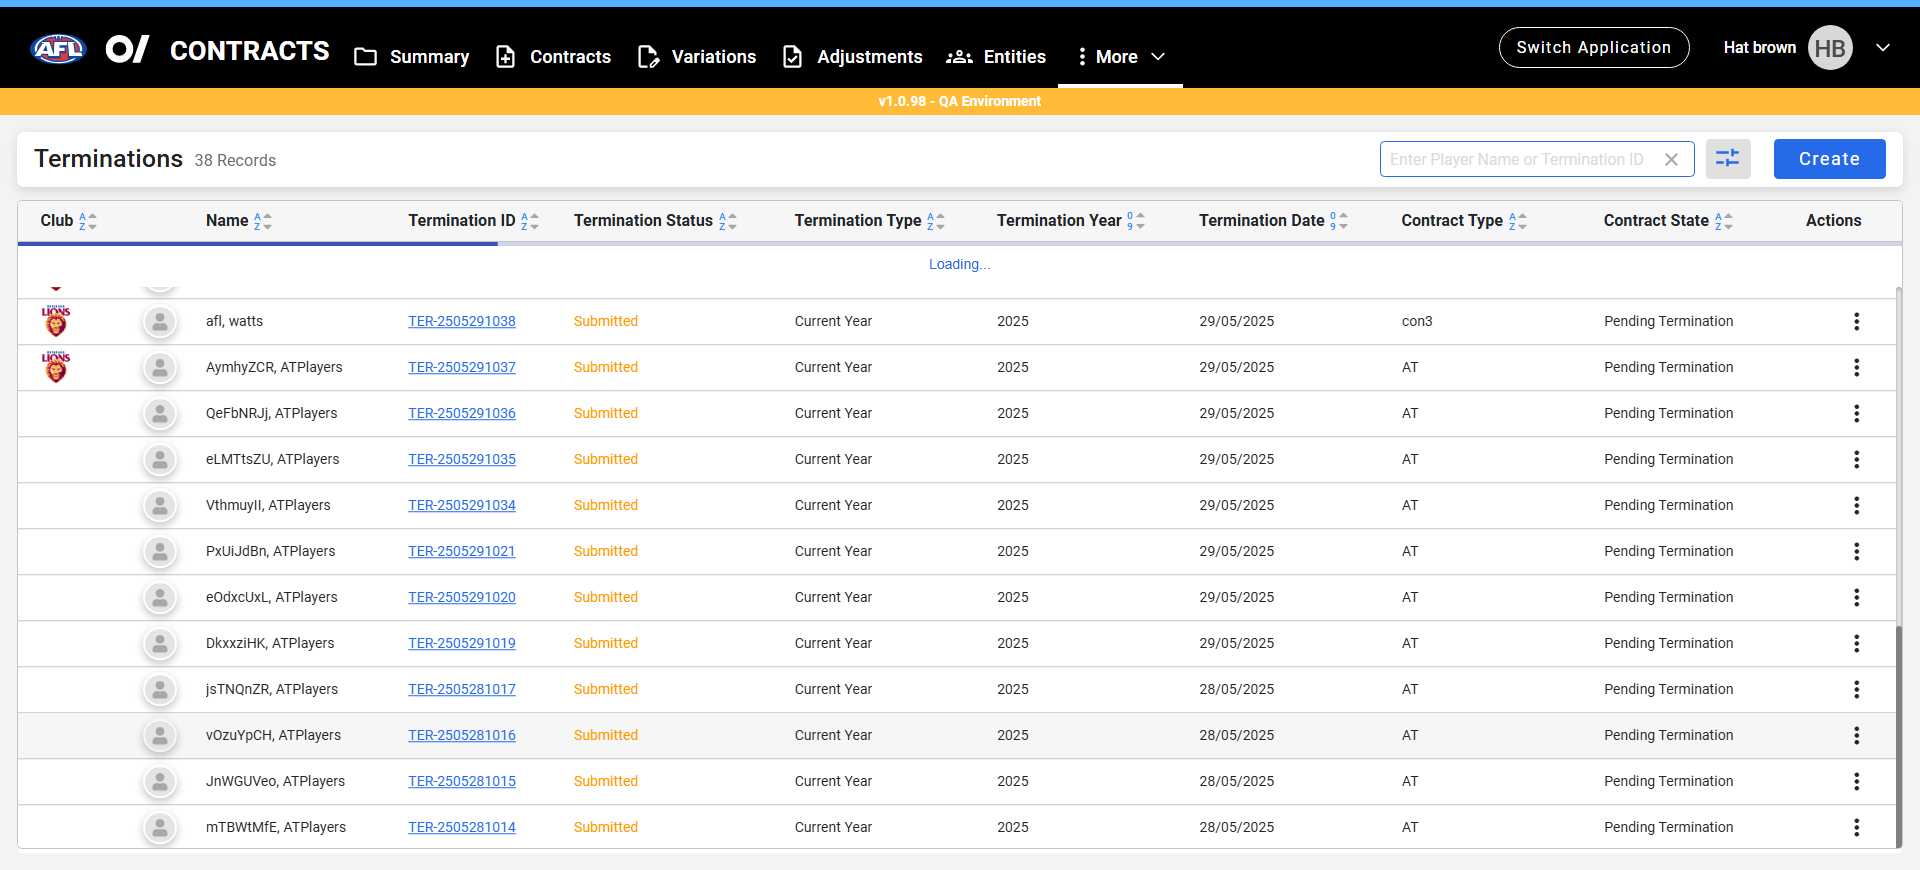 AFL CONTRACTS Summary Contracts Variations Adjustments Entities More Switch Application Hat brown HB
v1.0.98 - QA Environment
Terminations 38 Records Enter Player Name or Termination ID Create
Club Name Termination ID Termination Status Termination Type Termination Year Termination Date Contract Type Contract State Actions
Loading...
LIONS afl, watts TER-2505291038 Submitted Current Year 2025 29/05/2025 con3 Pending Termination
LIONS AymhyZCR, ATPlayers TER-2505291037 Submitted Current Year 2025 29/05/2025 AT Pending Termination
QeFbNRJj, ATPlayers TER-2505291036 Submitted Current Year 2025 29/05/2025 AT Pending Termination
eLMTtsZU, ATPlayers TER-2505291035 Submitted Current Year 2025 29/05/2025 AT Pending Termination
VthmuyII, ATPlayers TER-2505291034 Submitted Current Year 2025 29/05/2025 AT Pending Termination
PxUiJdBn, ATPlayers TER-2505291021 Submitted Current Year 2025 29/05/2025 AT Pending Termination
eOdxcUxL, ATPlayers TER-2505291020 Submitted Current Year 2025 29/05/2025 AT Pending Termination
DkxxziHK, ATPlayers TER-2505291019 Submitted Current Year 2025 29/05/2025 AT Pending Termination
jsTNQnZR, ATPlayers TER-2505281017 Submitted Current Year 2025 28/05/2025 AT Pending Termination
vOzuYpCH, ATPlayers TER-2505281016 Submitted Current Year 2025 28/05/2025 AT Pending Termination
JnWGUVeo, ATPlayers TER-2505281015 Submitted Current Year 2025 28/05/2025 AT Pending Termination
mTBWtMfE, ATPlayers TER-2505281014 Submitted Current Year 2025 28/05/2025 AT Pending Termination